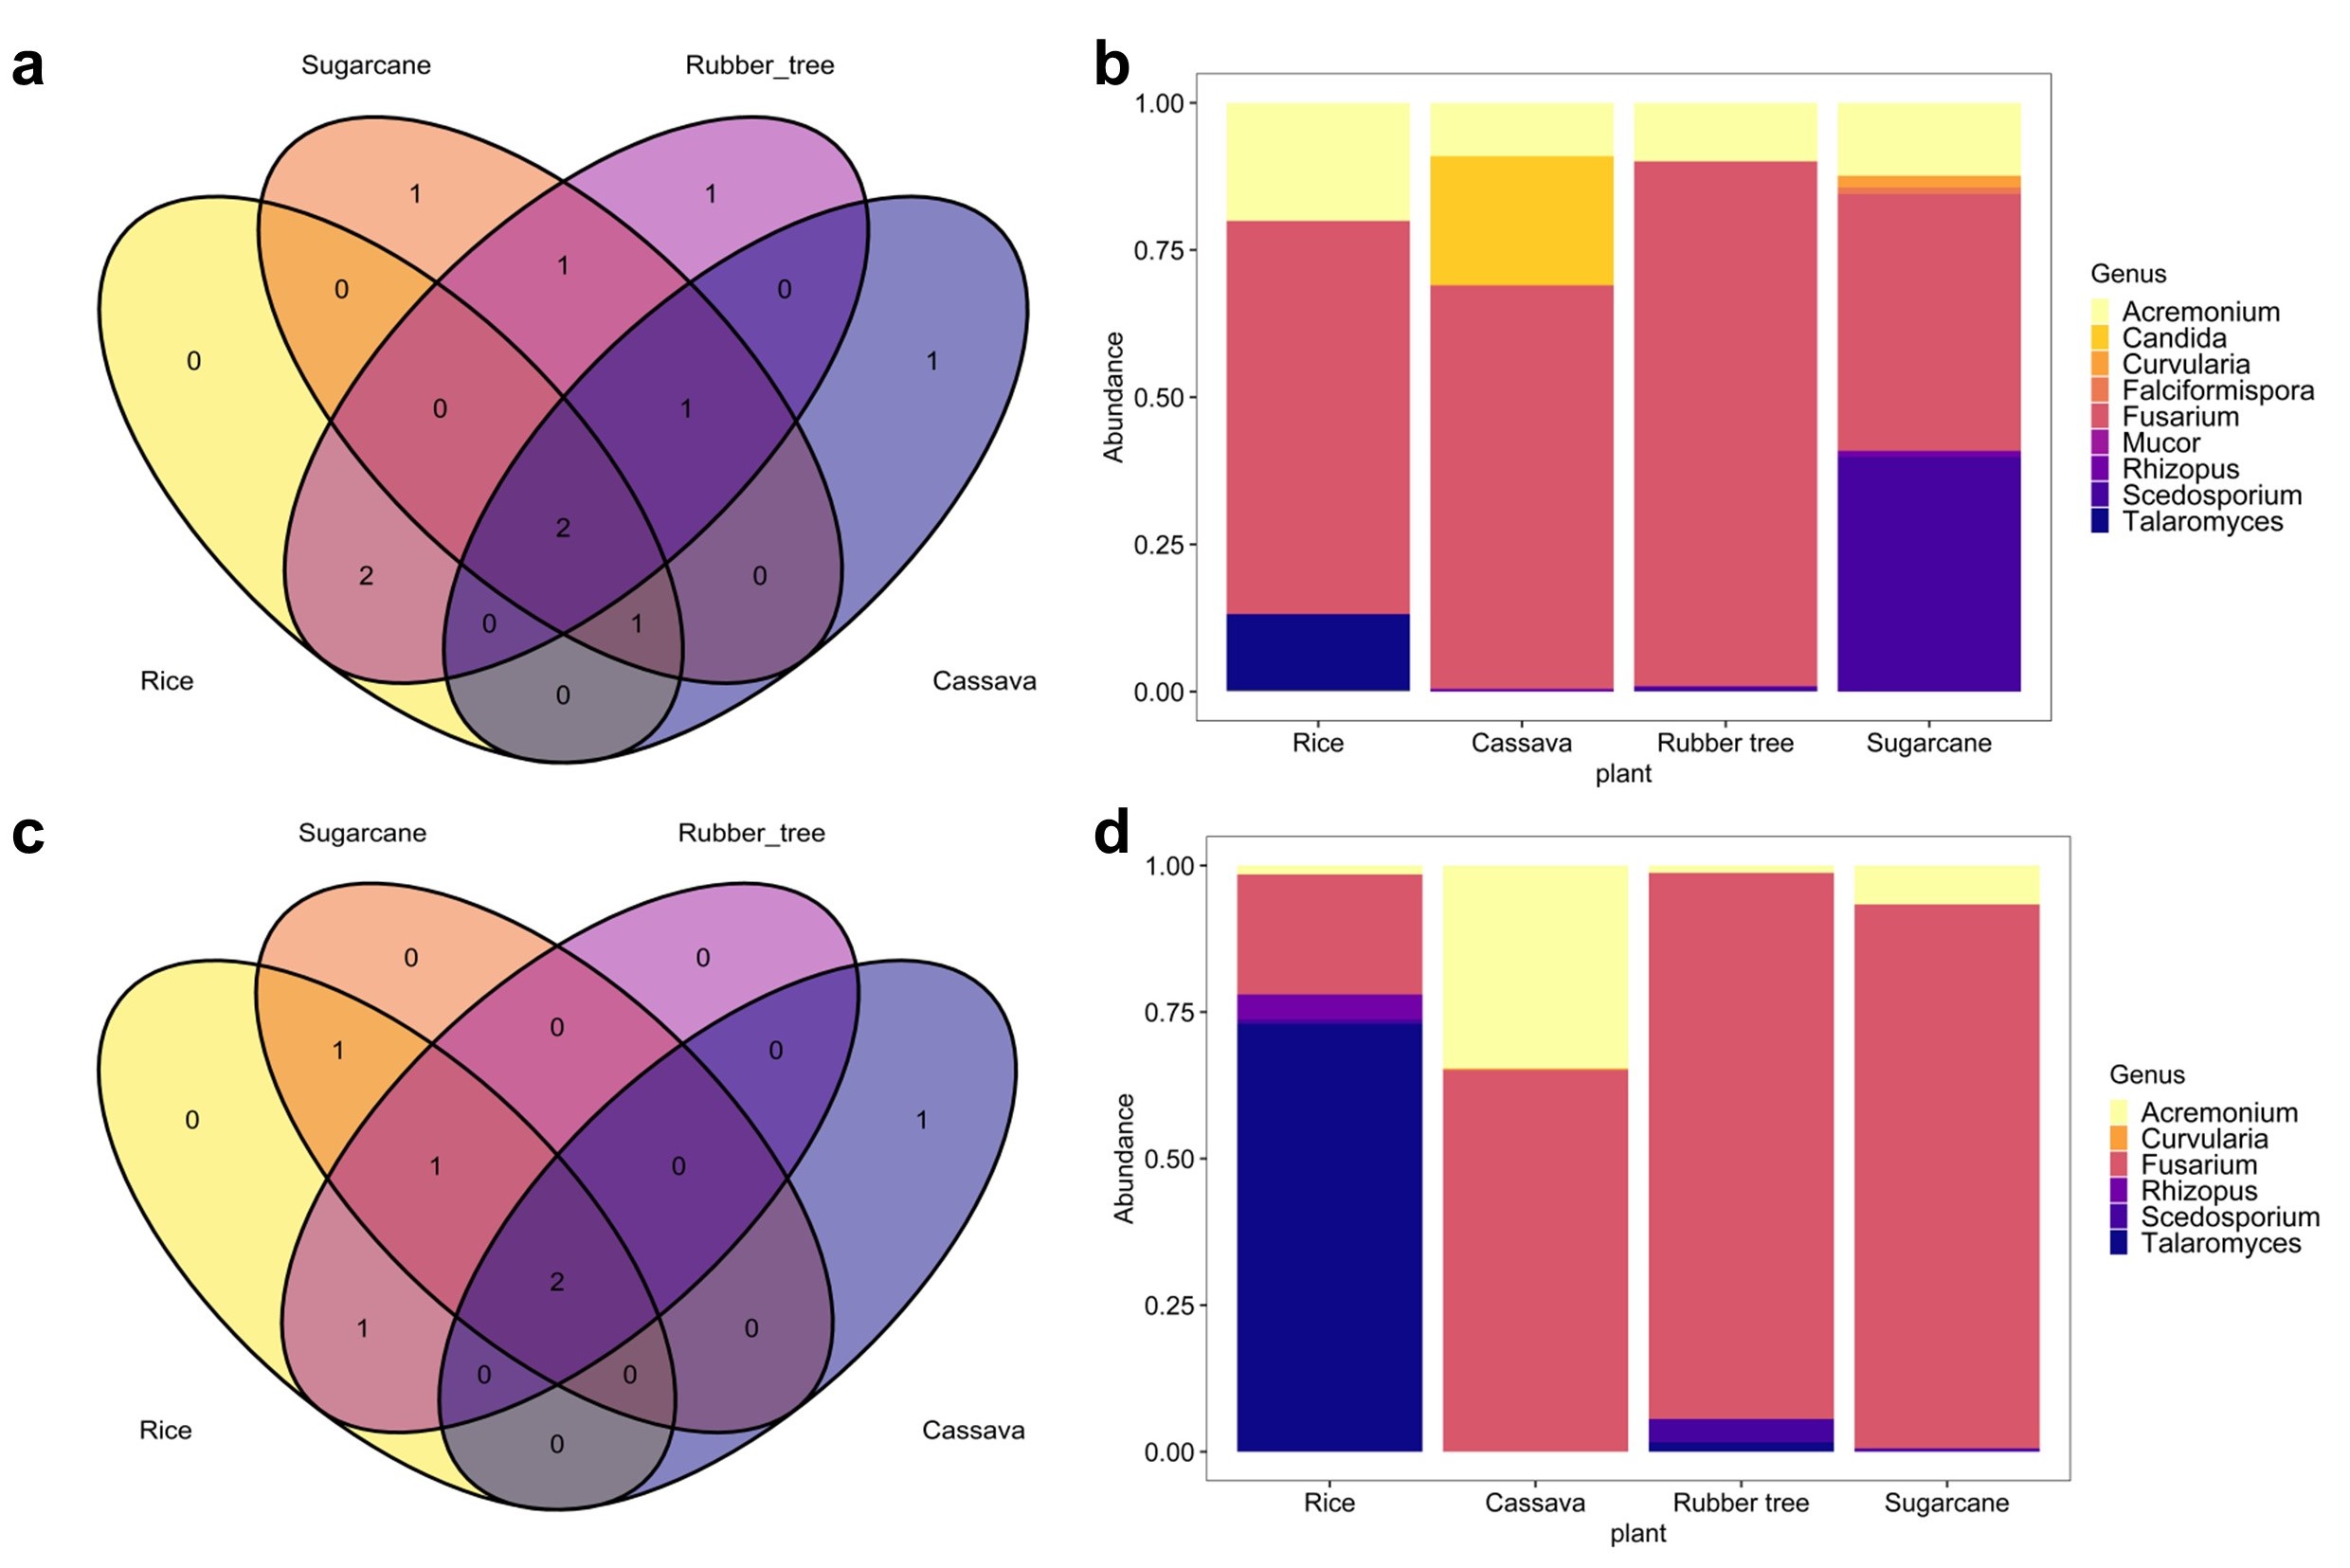 a
Sugarcane
Rubber_tree
1
1
1
0
0
0
1
0
1
2
2
0
0
1
0
Rice
Cassava
b
1.00
0.75
0.50
0.25
0.00
Abundance
Rice
Cassava
Rubber tree
Sugarcane
plant
Genus
Acremonium
Candida
Curvularia
Falciformispora
Fusarium
Mucor
Rhizopus
Scedosporium
Talaromyces
c
Sugarcane
Rubber_tree
0
0
0
1
0
0
1
1
0
2
1
0
0
0
0
Rice
Cassava
d
1.00
0.75
0.50
0.25
0.00
Abundance
Rice
Cassava
Rubber tree
Sugarcane
plant
Genus
Acremonium
Curvularia
Fusarium
Rhizopus
Scedosporium
Talaromyces